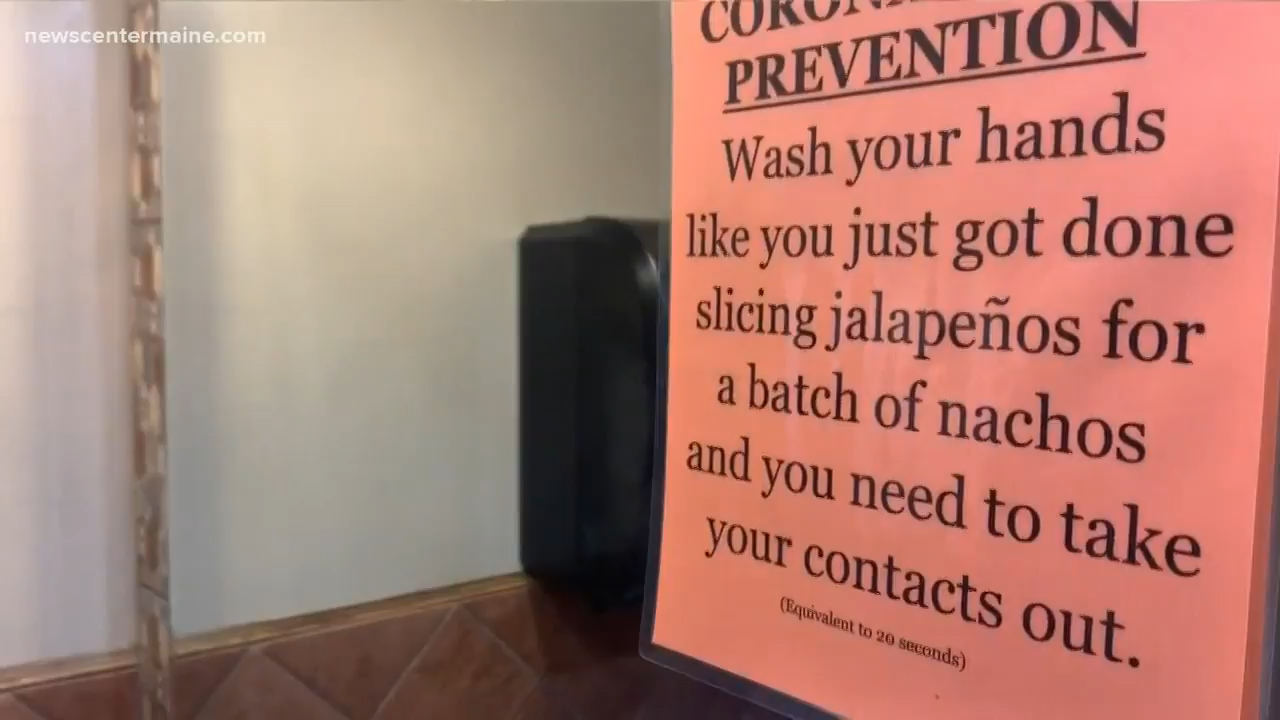 newscentermaine.com
PREVENTION
Wash your hands
like you just got done
slicing jalapeños for
a batch of nachos
and you need to take
your contacts out.
(Equivalent to 20 seconds)